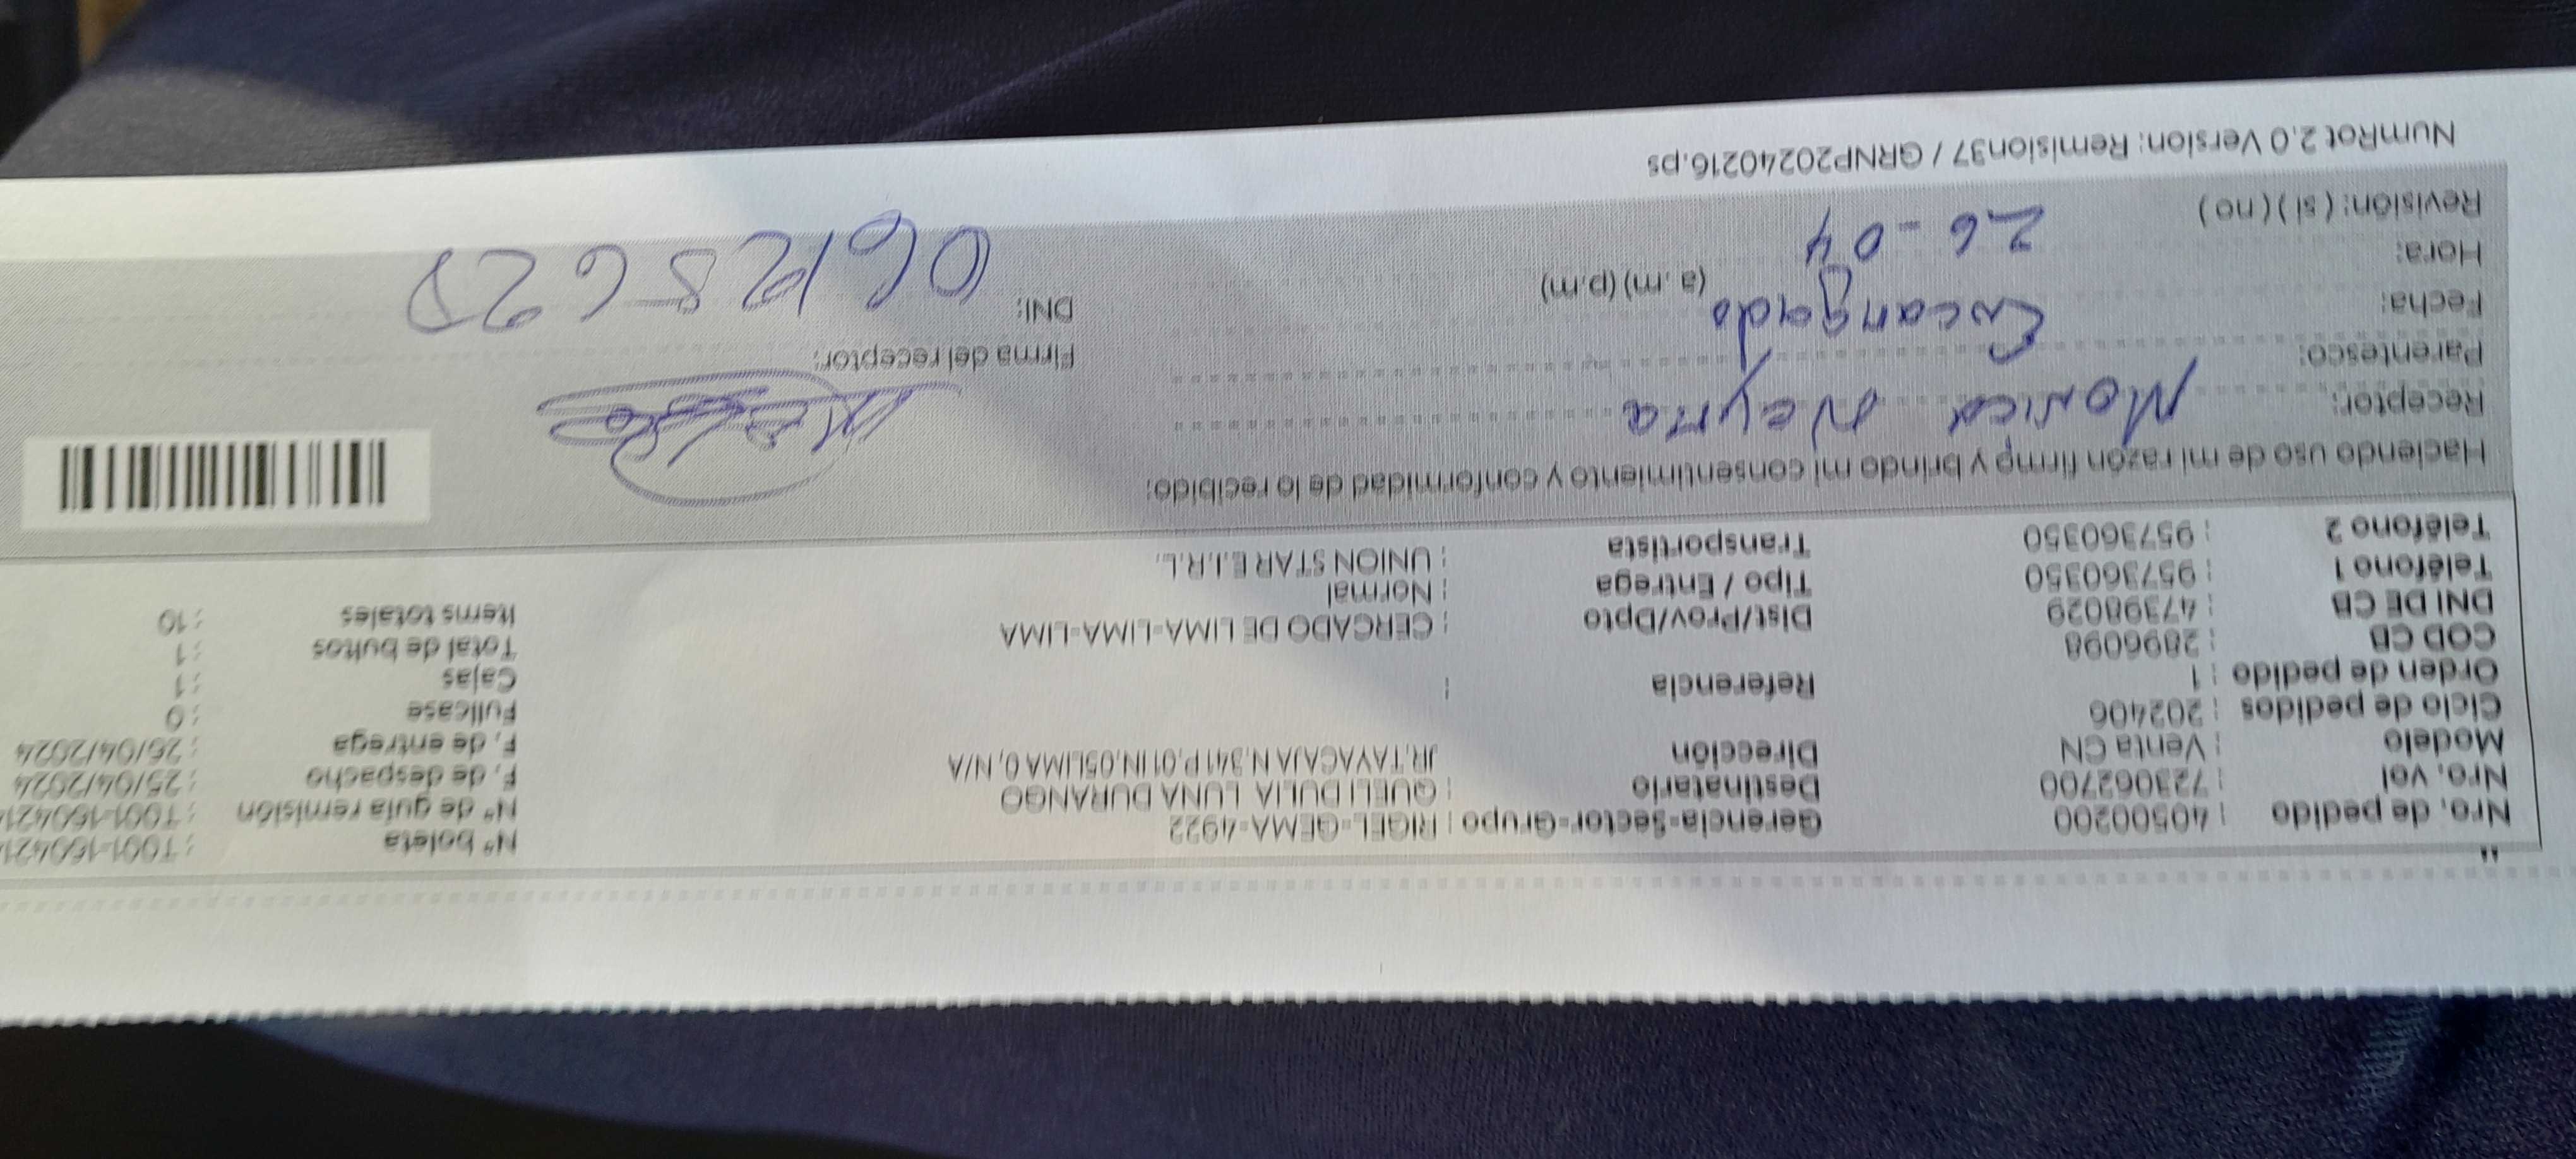 Nro. de pedido : 40500200 Gerencia-Sector-Grupo : RIGEL-GEMA-4922 Nº boleta : T001-160421
Nro. vol : 723062700 Destinatario : QUELI DULIA LUNA DURANGO Nº de guía remisión : T001-160421
Modelo : Venta CN Dirección JR.TAYACAJA N.341 P.01 IN.05LIMA 0, N/A F. de despacho : 25/04/2024
Ciclo de pedidos : 202406 F. de entrega : 26/04/2024
Orden de pedido : 1 Referencia : Fullcase : 0
COD CB : 2896098 Cajas : 1
DNI DE CB : 47398029 Dist/Prov/Dpto : CERCADO DE LIMA-LIMA-LIMA Total de bultos : 1
Teléfono 1 : 957360350 Tipo / Entrega : Normal Items totales : 10
Teléfono 2 : 957360350 Transportista : UNION STAR E.I.R.L.
Haciendo uso de mi razón firmo y brindo mi consentimiento y conformidad de lo recibido:
Receptor: Monica Neyra
Parentesco: Encargado Firma del receptor:
Fecha: 26-04 DNI:
Hora: (a.m) (p.m)
Revisión: ( si ) ( no )
NumRot 2.0 Version: Remision37 / GRNP20240216.ps